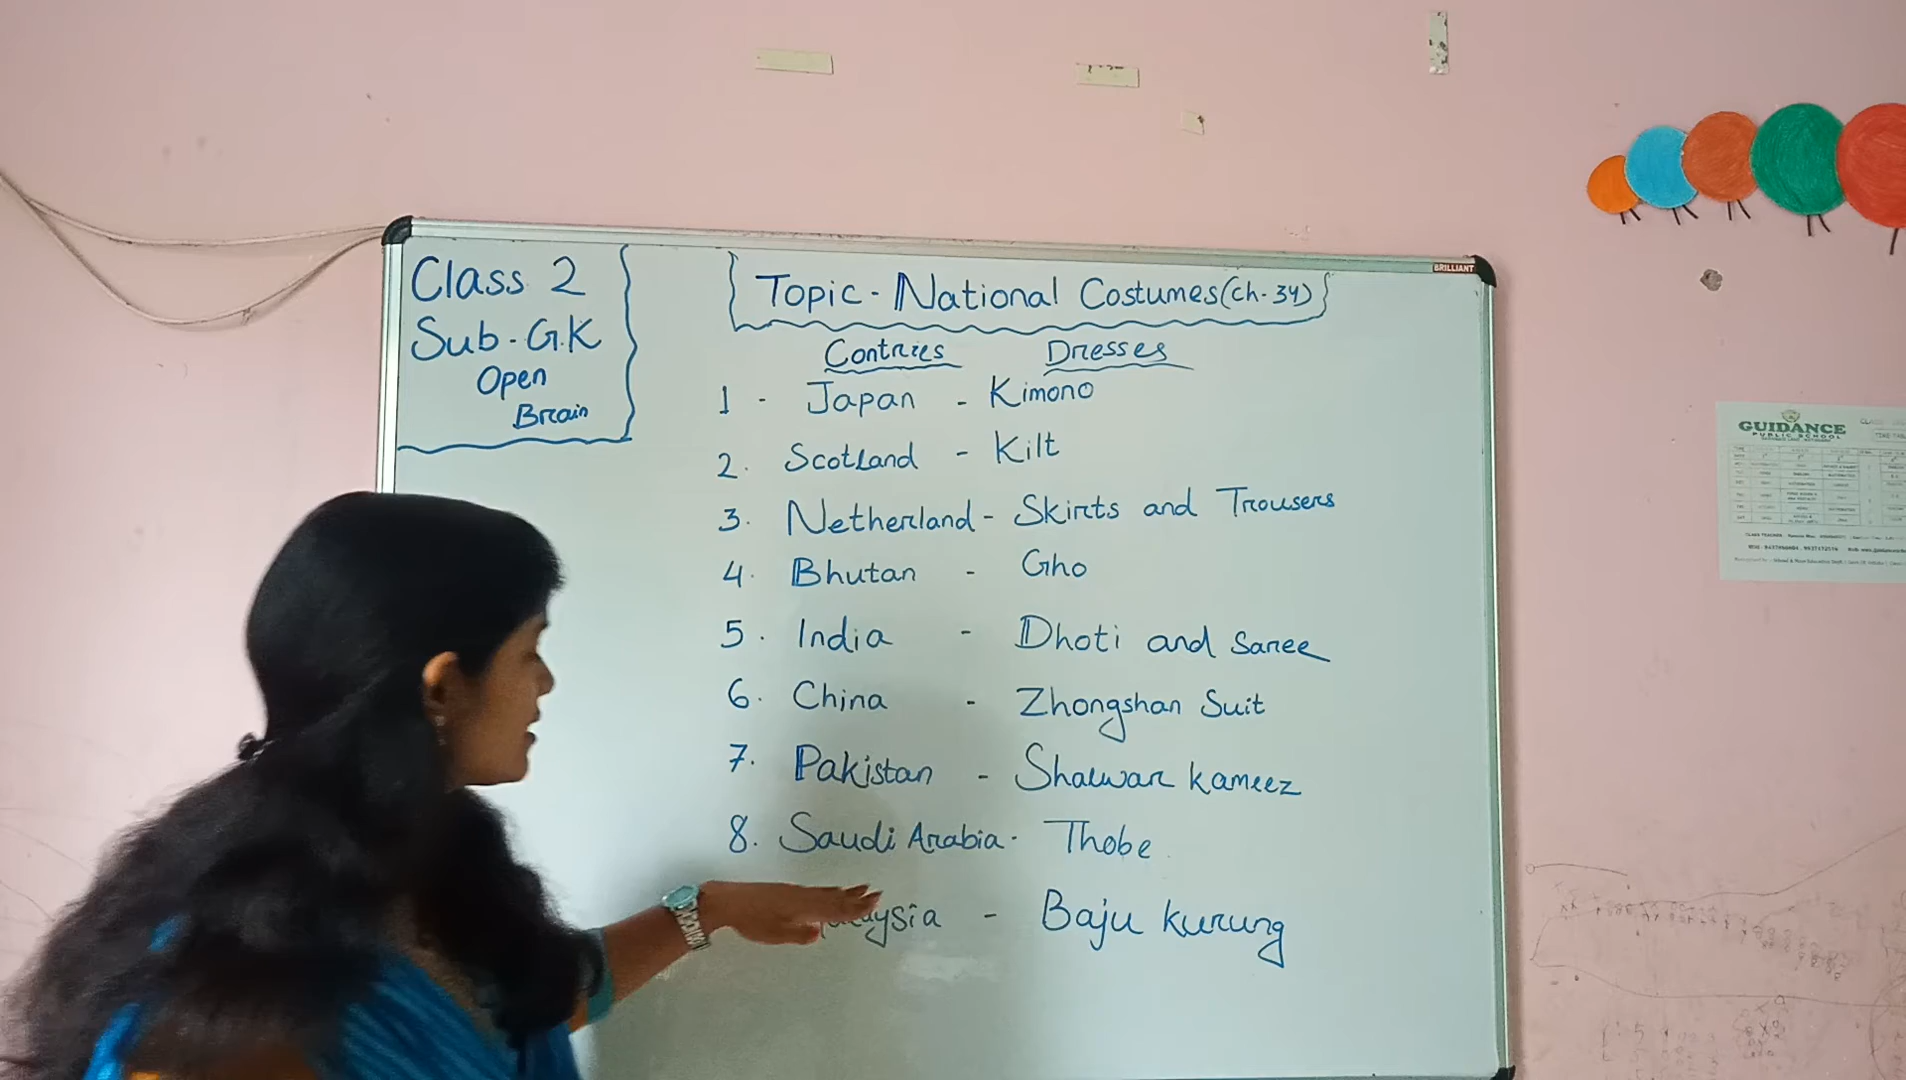 Class 2
Sub - G.K
Open
Brain
Topic - National Costumes (ch - 34)
Contries Dresses
1 - Japan - Kimono
2. Scotland - Kilt
3. Netherland - Skirts and Trousers
4. Bhutan - Gho
5. India - Dhoti and Saree
6. China - Zhongshan Suit
7. Pakistan - Shalwar Kameez
8. Saudi Arabia - Thobe
- Baju Kurung
BRILLIANT
GUIDANCE
PUBLIC SCHOOL